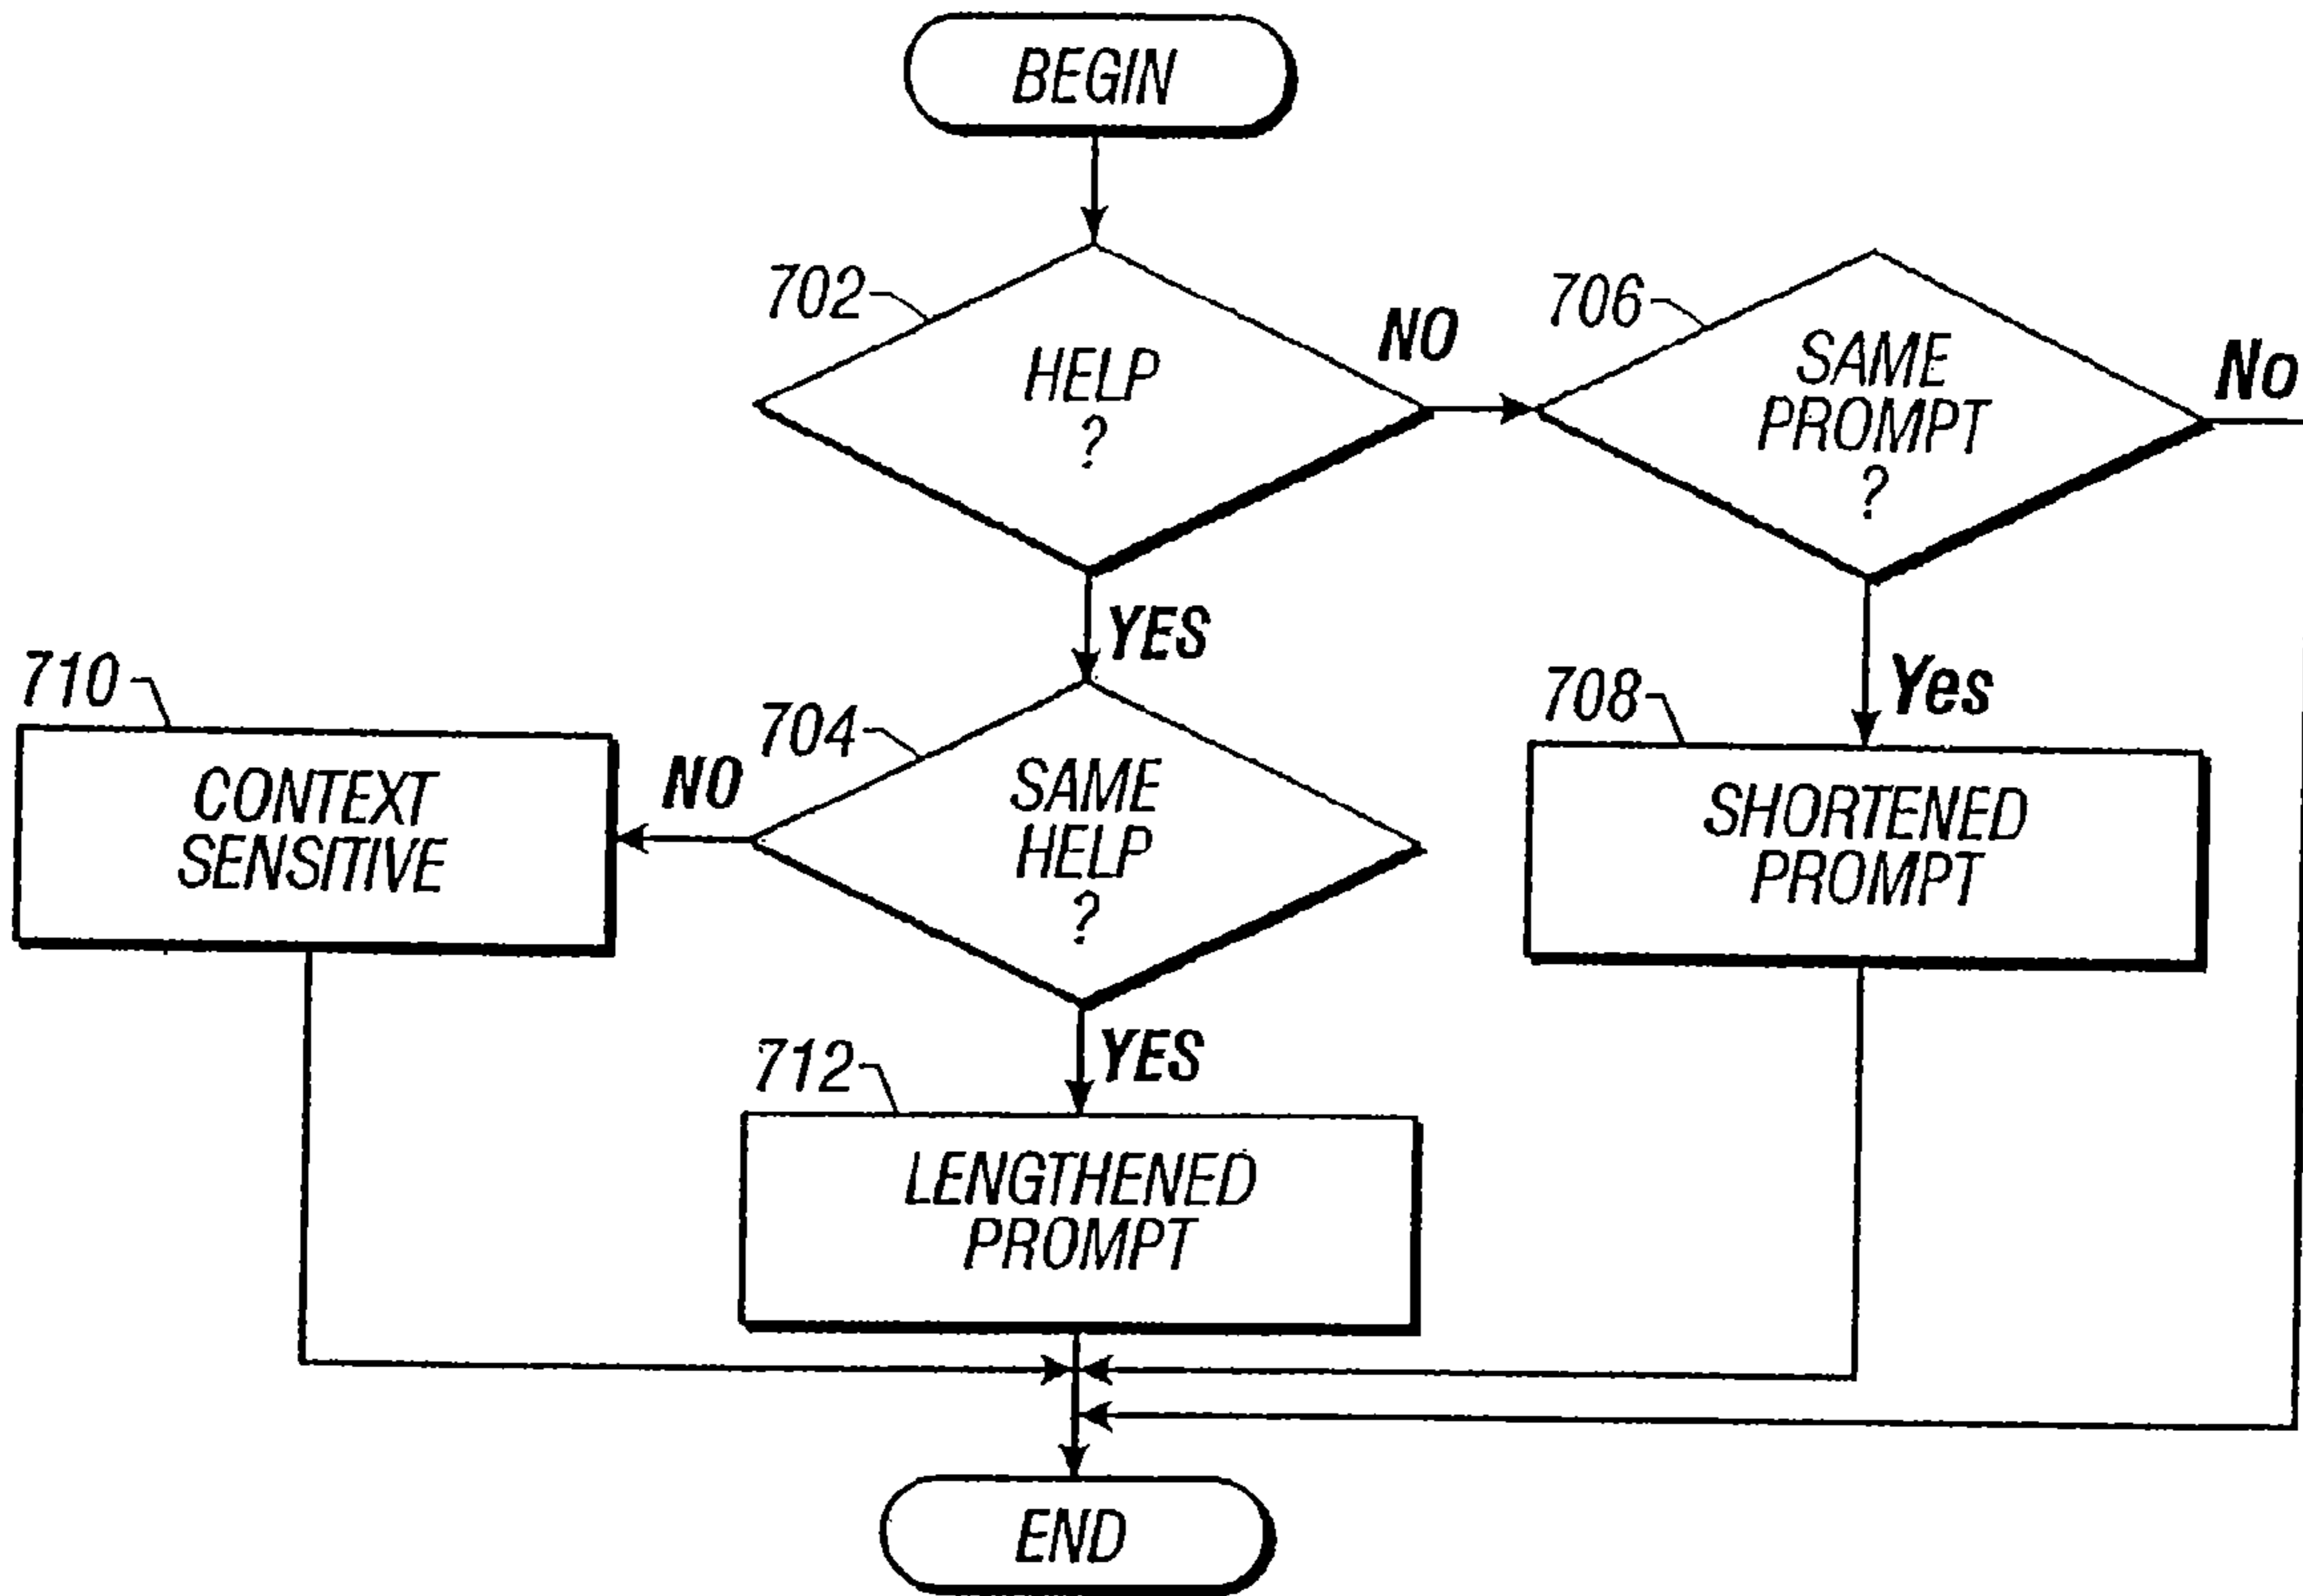 BEGIN
702
HELP
?
NO
706
SAME
PROMPT
?
NO
YES
Yes
710
CONTEXT
SENSITIVE
NO
704
SAME
HELP
?
708
SHORTENED
PROMPT
YES
712
LENGTHENED
PROMPT
END